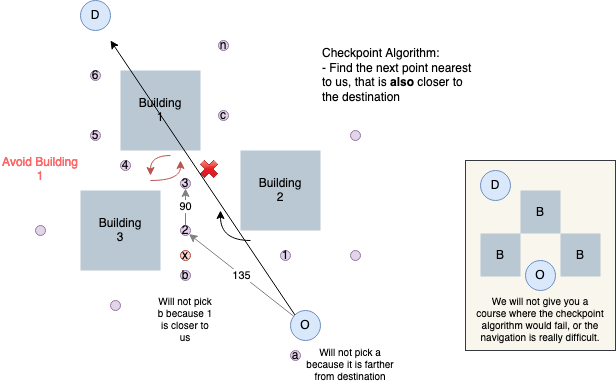 D
n
Checkpoint Algorithm:
- Find the next point nearest
to us, that is also closer to
the destination
6
Building
1
c
5
Avoid Building
1
4
3
Building
2
D
90
B
Building
3
2
x
b
1
B
B
135
O
Will not pick
b because 1
is closer to
us
We will not give you a
course where the checkpoint
algorithm would fail, or the
navigation is really difficult.
O
a
Will not pick a
because it is farther
from destination